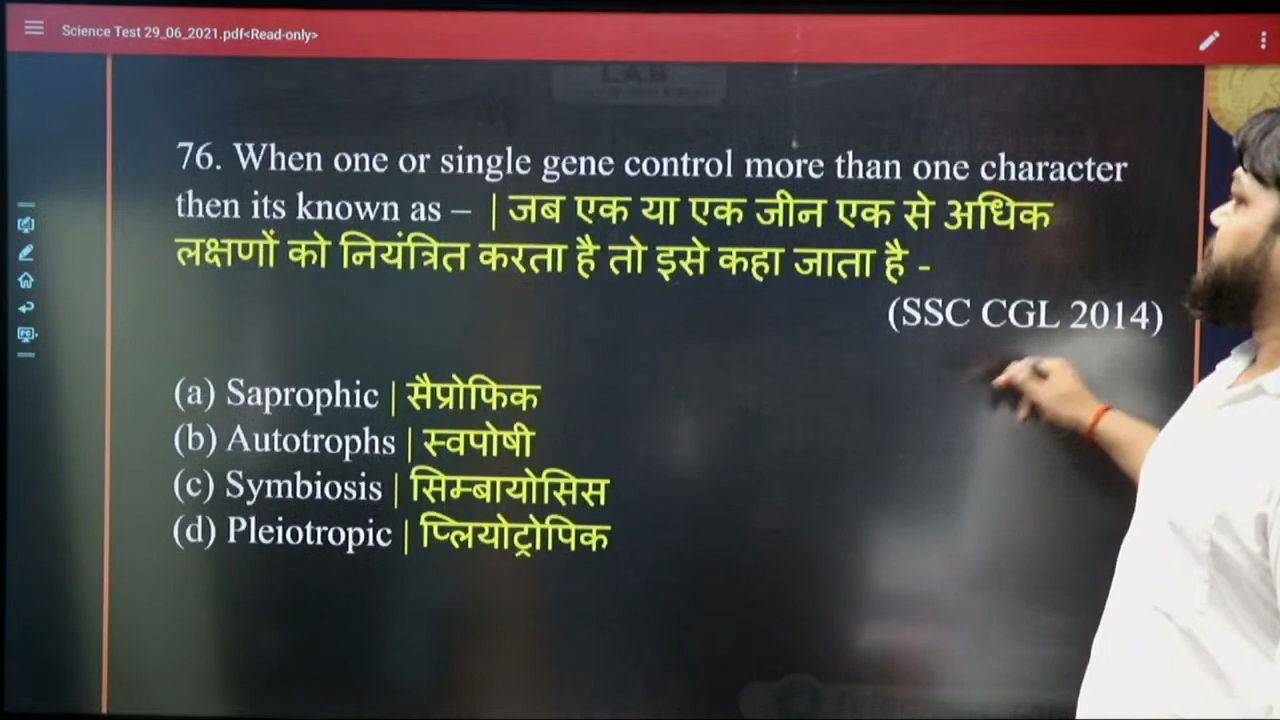 Science Test 29_06_2021.pdf<Read-only>
LAB
76. When one or single gene control more than one character
then its known as – | जब एक या एक जीन एक से अधिक
लक्षणों को नियंत्रित करता है तो इसे कहा जाता है -
(SSC CGL 2014)
(a) Saprophic | सैप्रोफिक
(b) Autotrophs | स्वपोषी
(c) Symbiosis | सिम्बायोसिस
(d) Pleiotropic | प्लियोट्रोपिक